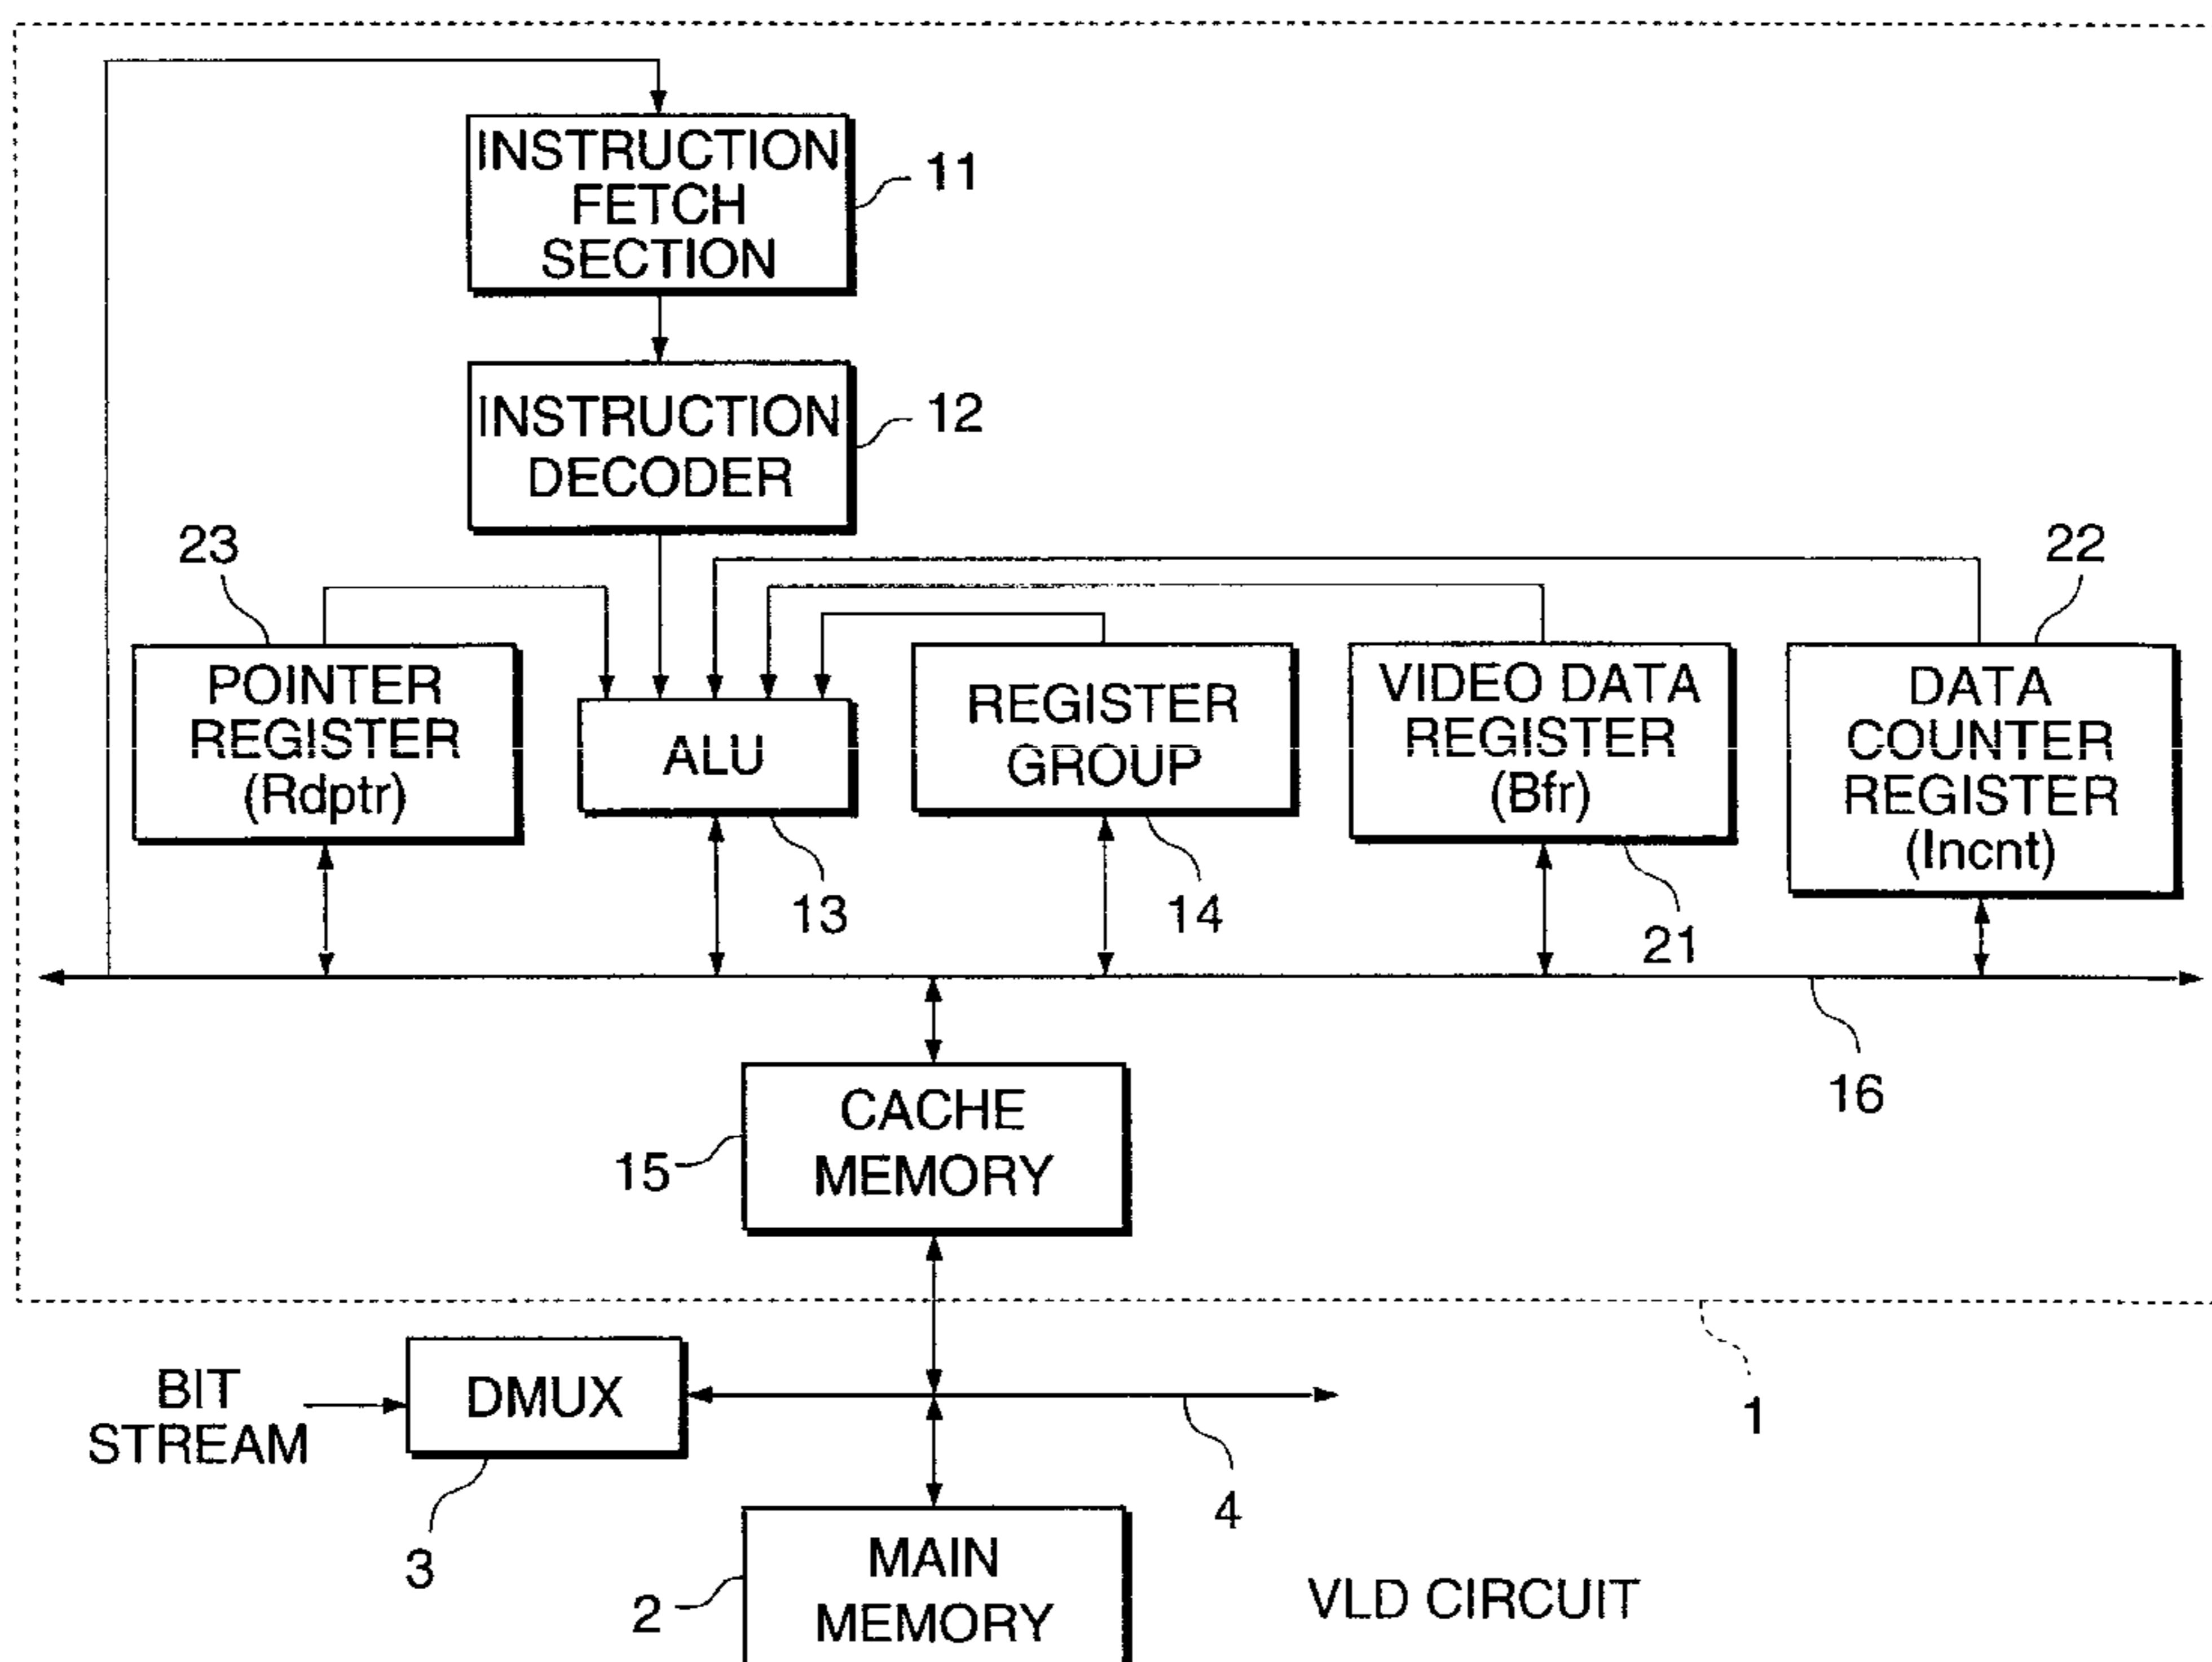 INSTRUCTION
FETCH
SECTION
11
INSTRUCTION
DECODER
12
23
22
POINTER
REGISTER
(Rdptr)
ALU
REGISTER
GROUP
VIDEO DATA
REGISTER
(Bfr)
DATA
COUNTER
REGISTER
(Incnt)
13
14
21
16
CACHE
MEMORY
15
1
BIT
STREAM
DMUX
3
4
MAIN
MEMORY
2
VLD CIRCUIT